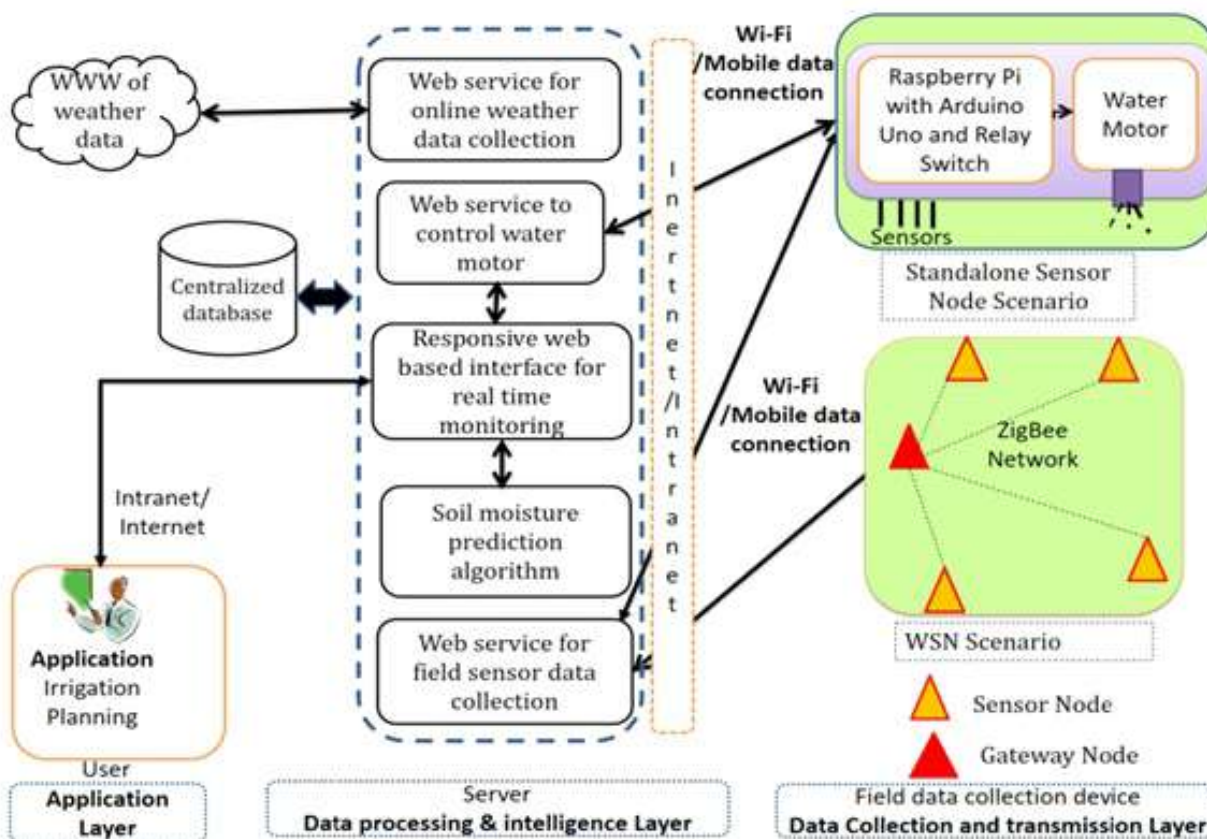 WWW of
weather
data
Web service for
online weather
data collection
Web service to
control water
motor
Centralized
database
Responsive web
based interface for
real time
monitoring
Soil moisture
prediction
algorithm
Web service for
field sensor data
collection
Intranet/
Internet
Application
Irrigation
Planning
User
Application
Layer
Server
Data processing & intelligence Layer
Inertnet/Intranet
Wi-Fi
/Mobile data
connection
Raspberry Pi
with Arduino
Uno and Relay
Switch
Water
Motor
Sensors
Standalone Sensor
Node Scenario
Wi-Fi
/Mobile data
connection
ZigBee
Network
WSN Scenario
Sensor Node
Gateway Node
Field data collection device
Data Collection and transmission Layer